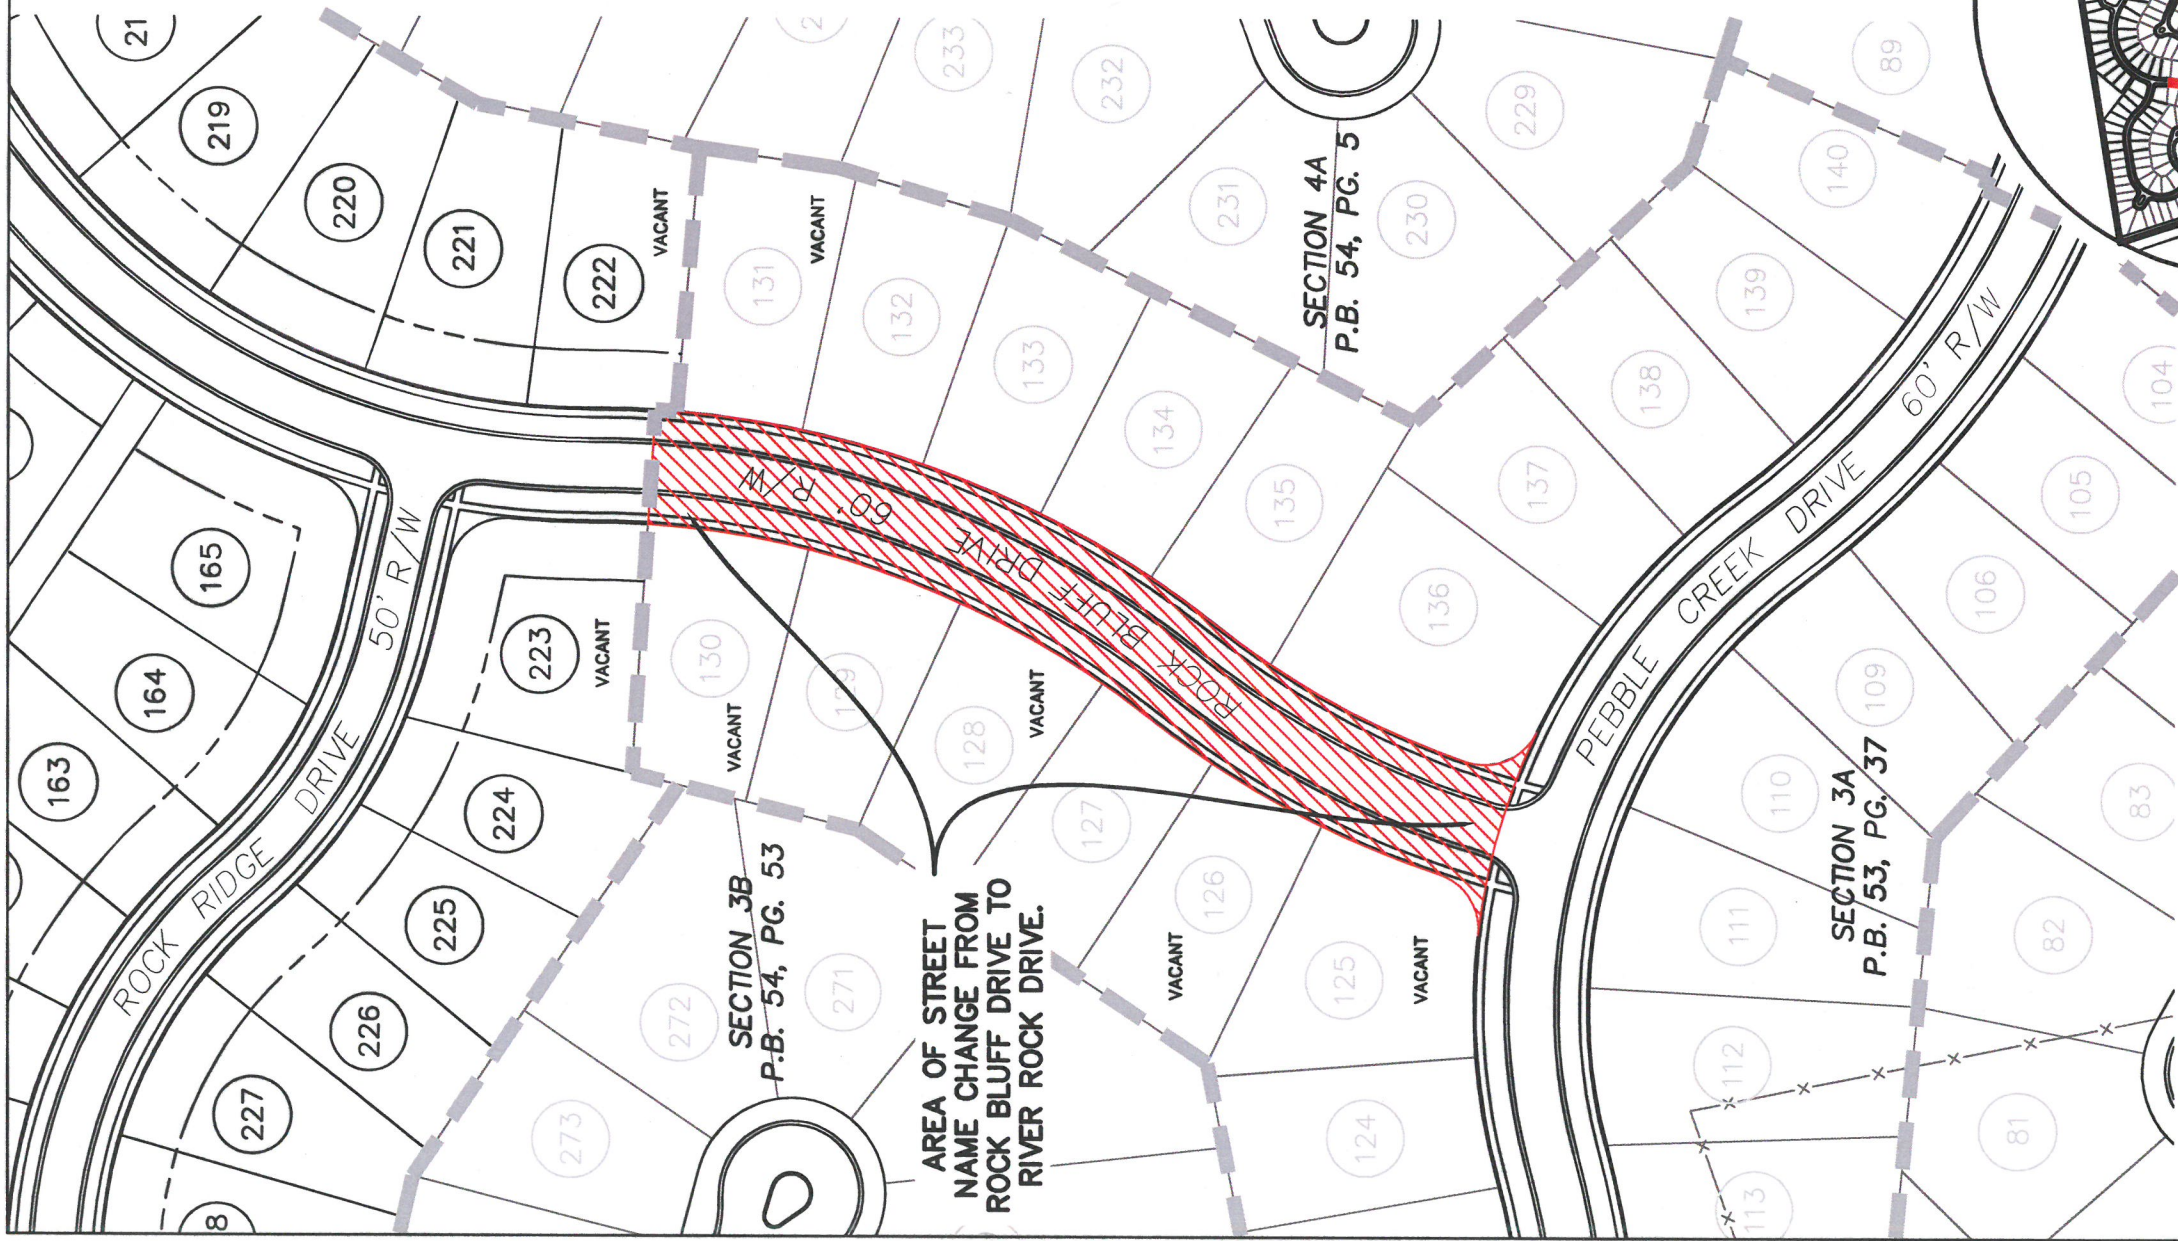 21
219
220
221
222
VACANT
2
233
232
231
SECTION 4A
P.B. 54, PG. 5
230
229
89
140
139
138
137
131
VACANT
132
133
134
135
136
165
164
163
ROCK RIDGE DRIVE 50' R/W
223
VACANT
224
225
226
227
8
130
VACANT
129
128
VACANT
127
126
VACANT
125
VACANT
124
ROCK BLUFF DRIVE 60' R/W
PEBBLE CREEK DRIVE 60' R/W
SECTION 3B
P.B. 54, PG. 53
272
271
273
AREA OF STREET
NAME CHANGE FROM
ROCK BLUFF DRIVE TO
RIVER ROCK DRIVE.
104
105
106
109
110
111
112
113
SECTION 3A
P.B. 53, PG. 37
83
82
81